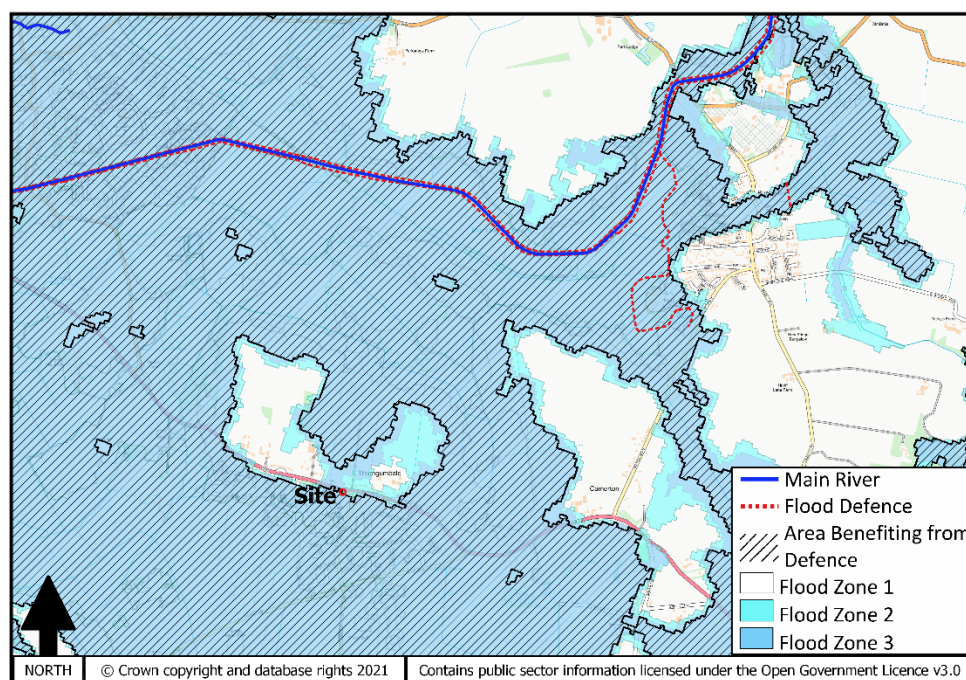 Thorngumbald
Site
Camerton
Main River
Flood Defence
Area Benefiting from
Defence
Flood Zone 1
Flood Zone 2
Flood Zone 3
NORTH
© Crown copyright and database rights 2021
Contains public sector information licensed under the Open Government Licence v3.0